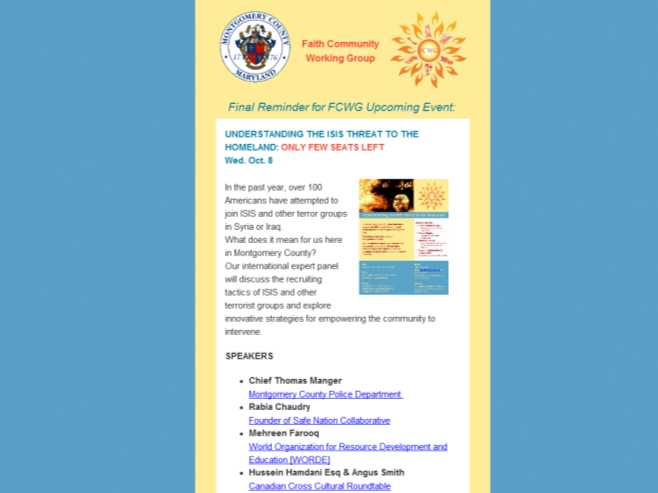 MONTGOMERY COUNTY
17 76
MARYLAND
Faith Community
Working Group
FCWG
Final Reminder for FCWG Upcoming Event:
UNDERSTANDING THE ISIS THREAT TO THE
HOMELAND: ONLY FEW SEATS LEFT
Wed. Oct. 8
In the past year, over 100
Americans have attempted to
join ISIS and other terror groups
in Syria or Iraq.
What does it mean for us here
in Montgomery County?
Our international expert panel
will discuss the recruiting
tactics of ISIS and other
terrorist groups and explore
innovative strategies for empowering the community to
intervene.
SPEAKERS
• Chief Thomas Manger
Montgomery County Police Department
• Rabia Chaudry
Founder of Safe Nation Collaborative
• Mehreen Farooq
World Organization for Resource Development and
Education [WORDE]
• Hussein Hamdani Esq & Angus Smith
Canadian Cross Cultural Roundtable